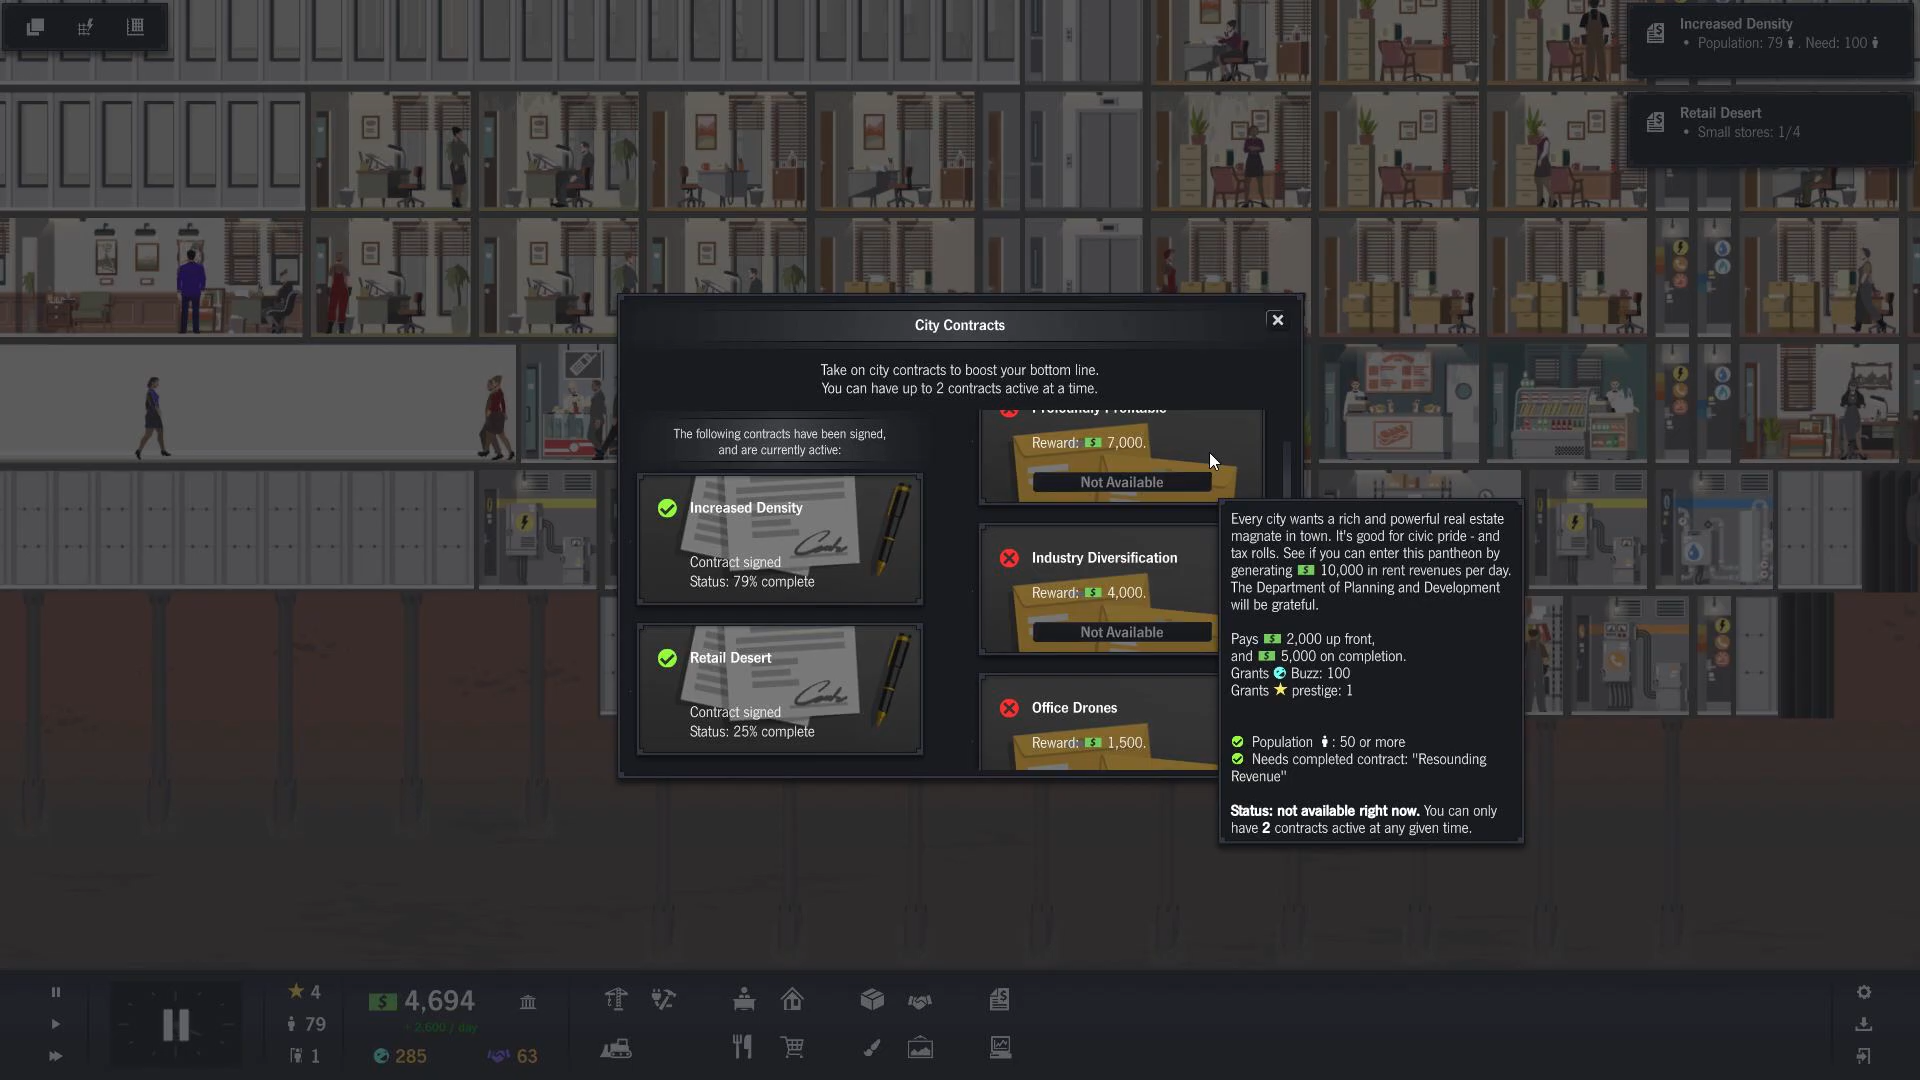 Increased Density
• Population: 79. Need: 100
Retail Desert
• Small stores: 1/4
City Contracts
Take on city contracts to boost your bottom line.
You can have up to 2 contracts active at a time.
The following contracts have been signed,
and are currently active:
Increased Density
Contract signed
Status: 79% complete
Retail Desert
Contract signed
Status: 25% complete
Profoundly Profitable
Reward: $ 7,000.
Not Available
Industry Diversification
Reward: $ 4,000.
Not Available
Office Drones
Reward: $ 1,500.
Every city wants a rich and powerful real estate
magnate in town. It's good for civic pride - and
tax rolls. See if you can enter this pantheon by
generating $ 10,000 in rent revenues per day.
The Department of Planning and Development
will be grateful.
Pays $ 2,000 up front,
and $ 5,000 on completion.
Grants Buzz: 100
Grants prestige: 1
Population : 50 or more
Needs completed contract: "Resounding
Revenue"
Status: not available right now. You can only
have 2 contracts active at any given time.
4
79
1
$ 4,694
+ 2,600 / day
285
63